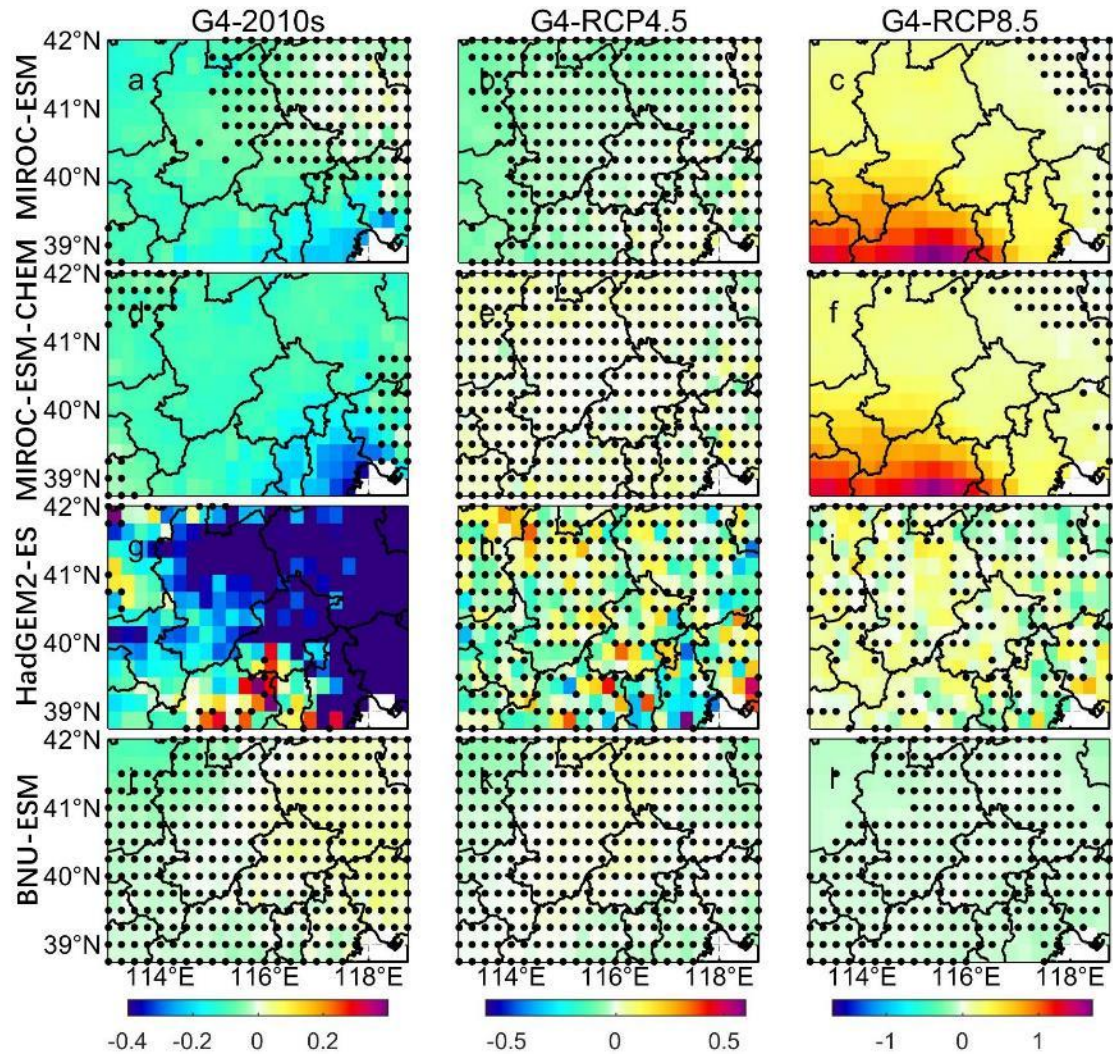 G4-2010s G4-RCP4.5 G4-RCP8.5
MIROC-ESM
42°N
41°N
40°N
39°N
a b c
MIROC-ESM-CHEM
42°N
41°N
40°N
39°N
d e f
HadGEM2-ES
42°N
41°N
40°N
39°N
g h i
BNU-ESM
42°N
41°N
40°N
39°N
j k l
114°E 116°E 118°E 114°E 116°E 118°E 114°E 116°E 118°E
-0.4 -0.2 0 0.2 -0.5 0 0.5 -1 0 1